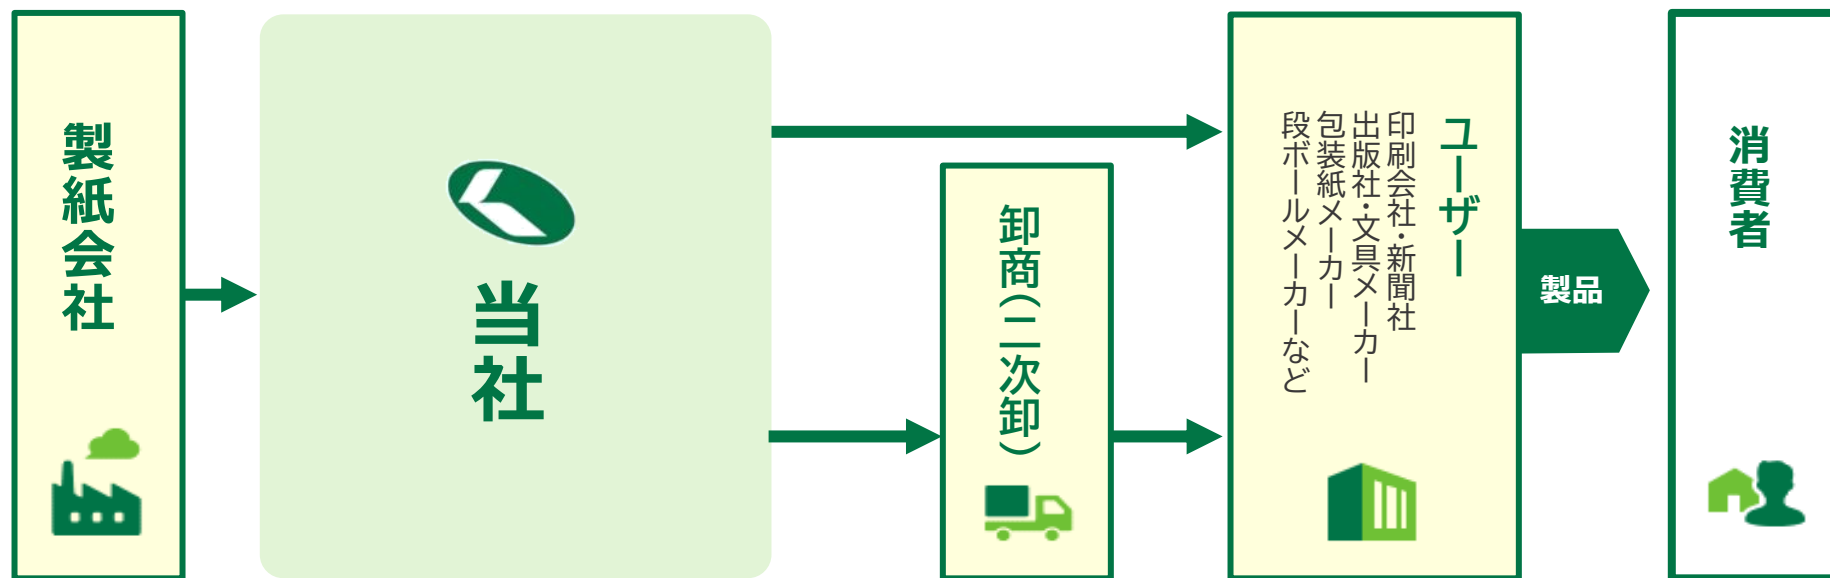 製紙会社
当社
卸商(二次卸)
ユーザー
印刷会社・新聞社
出版社・文具メーカー
包装紙メーカー
段ボールメーカーなど
製品
消費者